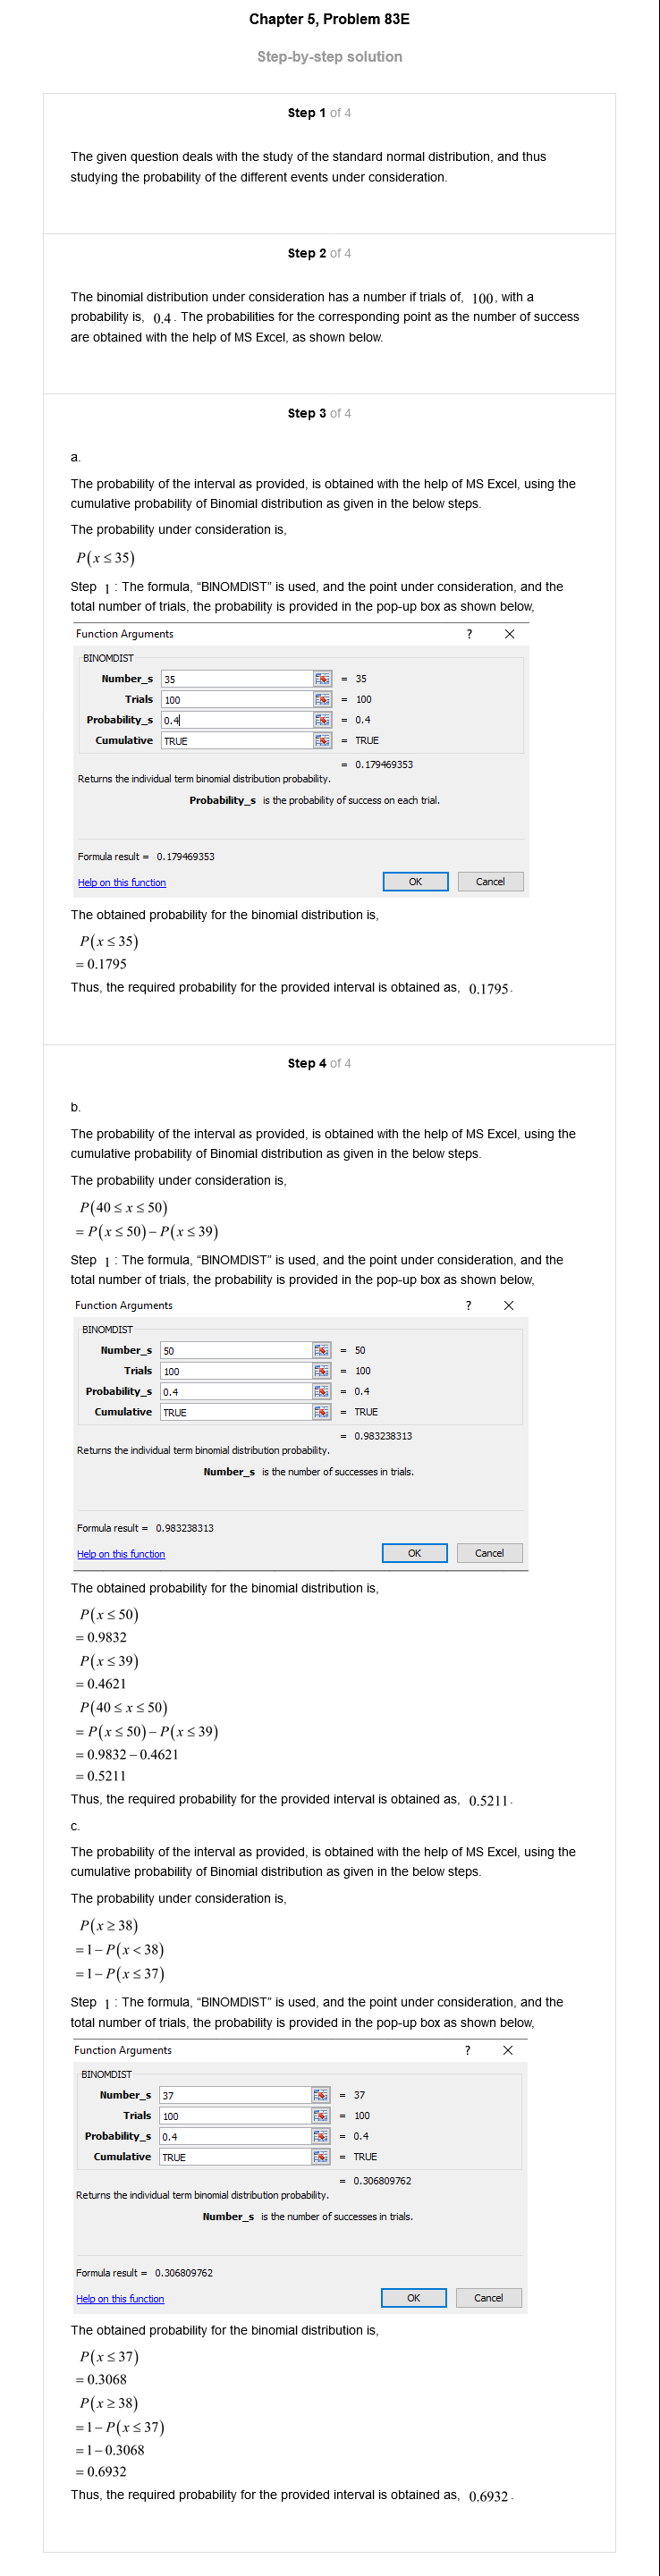 Chapter 5, Problem 83E
Step-by-step solution
Step 1 of 4
The given question deals with the study of the standard normal distribution, and thus
studying the probability of the different events under consideration.
Step 2 of 4
The binomial distribution under consideration has a number if trials of, 100, with a
probability is, 0.4. The probabilities for the corresponding point as the number of success
are obtained with the help of MS Excel, as shown below.
Step 3 of 4
a.
The probability of the interval as provided, is obtained with the help of MS Excel, using the
cumulative probability of Binomial distribution as given in the below steps.
The probability under consideration is,
P(x ≤ 35)
Step 1 : The formula, “BINOMDIST” is used, and the point under consideration, and the
total number of trials, the probability is provided in the pop-up box as shown below,
Function Arguments ? ×
BINOMDIST
Number_s 35 = 35
Trials 100 = 100
Probability_s 0.4 = 0.4
Cumulative TRUE = TRUE
= 0.179469353
Returns the individual term binomial distribution probability.
Probability_s is the probability of success on each trial.
Formula result = 0.179469353
Help on this function OK Cancel
The obtained probability for the binomial distribution is,
P(x ≤ 35)
= 0.1795
Thus, the required probability for the provided interval is obtained as, 0.1795.
Step 4 of 4
b.
The probability of the interval as provided, is obtained with the help of MS Excel, using the
cumulative probability of Binomial distribution as given in the below steps.
The probability under consideration is,
P(40 ≤ x ≤ 50)
= P(x ≤ 50) – P(x ≤ 39)
Step 1 : The formula, “BINOMDIST” is used, and the point under consideration, and the
total number of trials, the probability is provided in the pop-up box as shown below,
Function Arguments ? ×
BINOMDIST
Number_s 50 = 50
Trials 100 = 100
Probability_s 0.4 = 0.4
Cumulative TRUE = TRUE
= 0.983238313
Returns the individual term binomial distribution probability.
Number_s is the number of successes in trials.
Formula result = 0.983238313
Help on this function OK Cancel
The obtained probability for the binomial distribution is,
P(x ≤ 50)
= 0.9832
P(x ≤ 39)
= 0.4621
P(40 ≤ x ≤ 50)
= P(x ≤ 50) – P(x ≤ 39)
= 0.9832 – 0.4621
= 0.5211
Thus, the required probability for the provided interval is obtained as, 0.5211.
c.
The probability of the interval as provided, is obtained with the help of MS Excel, using the
cumulative probability of Binomial distribution as given in the below steps.
The probability under consideration is,
P(x ≥ 38)
= 1 – P(x < 38)
= 1 – P(x ≤ 37)
Step 1 : The formula, “BINOMDIST” is used, and the point under consideration, and the
total number of trials, the probability is provided in the pop-up box as shown below,
Function Arguments ? ×
BINOMDIST
Number_s 37 = 37
Trials 100 = 100
Probability_s 0.4 = 0.4
Cumulative TRUE = TRUE
= 0.306809762
Returns the individual term binomial distribution probability.
Number_s is the number of successes in trials.
Formula result = 0.306809762
Help on this function OK Cancel
The obtained probability for the binomial distribution is,
P(x ≤ 37)
= 0.3068
P(x ≥ 38)
= 1 – P(x ≤ 37)
= 1 – 0.3068
= 0.6932
Thus, the required probability for the provided interval is obtained as, 0.6932.